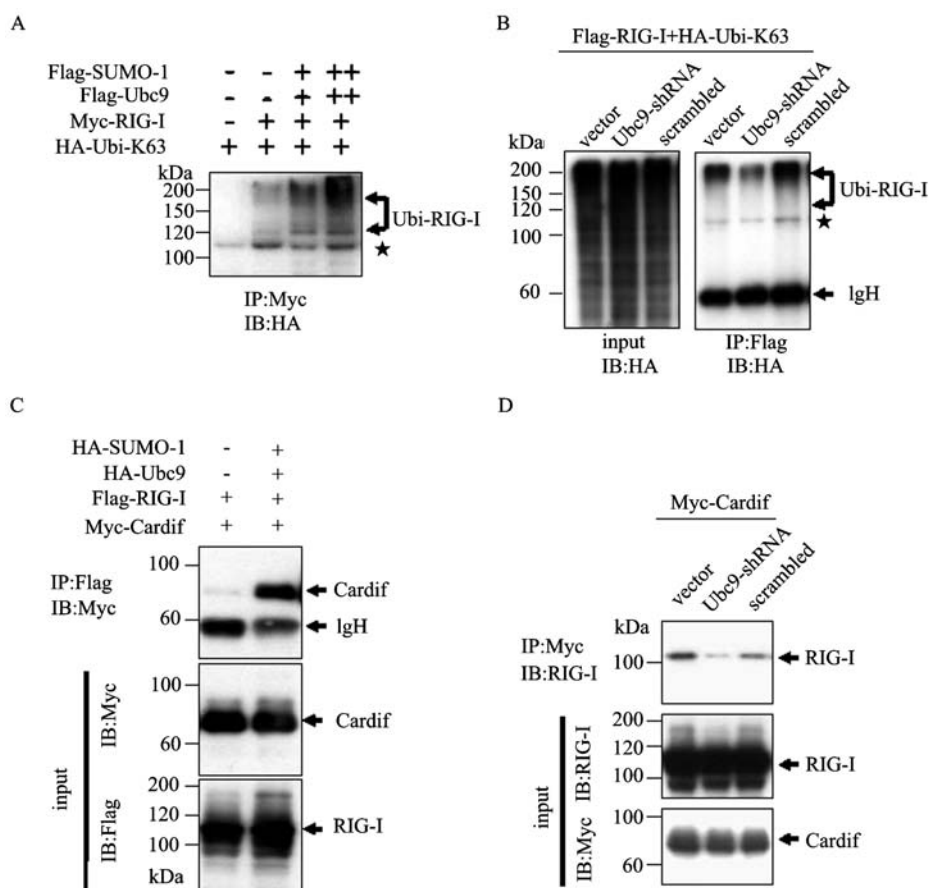 A
Flag-SUMO-1 - - + ++
Flag-Ubc9 - - + ++
Myc-RIG-I - + + +
HA-Ubi-K63 + + + +
kDa
200
150
120
100
Ubi-RIG-I
★
IP:Myc
IB:HA
B
Flag-RIG-I+HA-Ubi-K63
vector
Ubc9-shRNA
scrambled
vector
Ubc9-shRNA
scrambled
kDa
200
150
120
100
60
Ubi-RIG-I
★
IgH
input
IB:HA
IP:Flag
IB:HA
C
HA-SUMO-1 - +
HA-Ubc9 - +
Flag-RIG-I + +
Myc-Cardif + +
IP:Flag
IB:Myc
100
60
Cardif
IgH
input
IB:Myc
100
60
Cardif
IB:Flag
200
120
100
kDa
RIG-I
D
Myc-Cardif
vector
Ubc9-shRNA
scrambled
kDa
IP:Myc
IB:RIG-I
100
RIG-I
input
IB:RIG-I
200
120
100
RIG-I
IB:Myc
100
60
Cardif